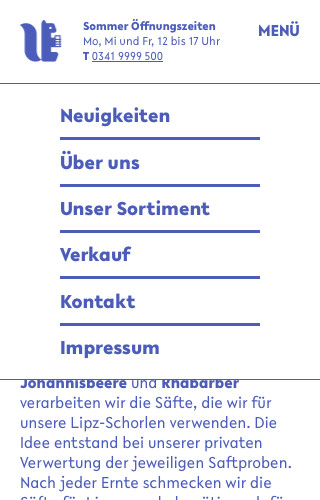 Sommer Öffnungszeiten
Mo, Mi und Fr, 12 bis 17 Uhr
T 0341 9999 500
MENÜ
Neuigkeiten
Über uns
Unser Sortiment
Verkauf
Kontakt
Impressum
Johannisbeere und Rhabarber
verarbeiten wir die Säfte, die wir für
unsere Lipz-Schorlen verwenden. Die
Idee entstand bei unserer privaten
Verwertung der jeweiligen Saftproben.
Nach jeder Ernte schmecken wir die